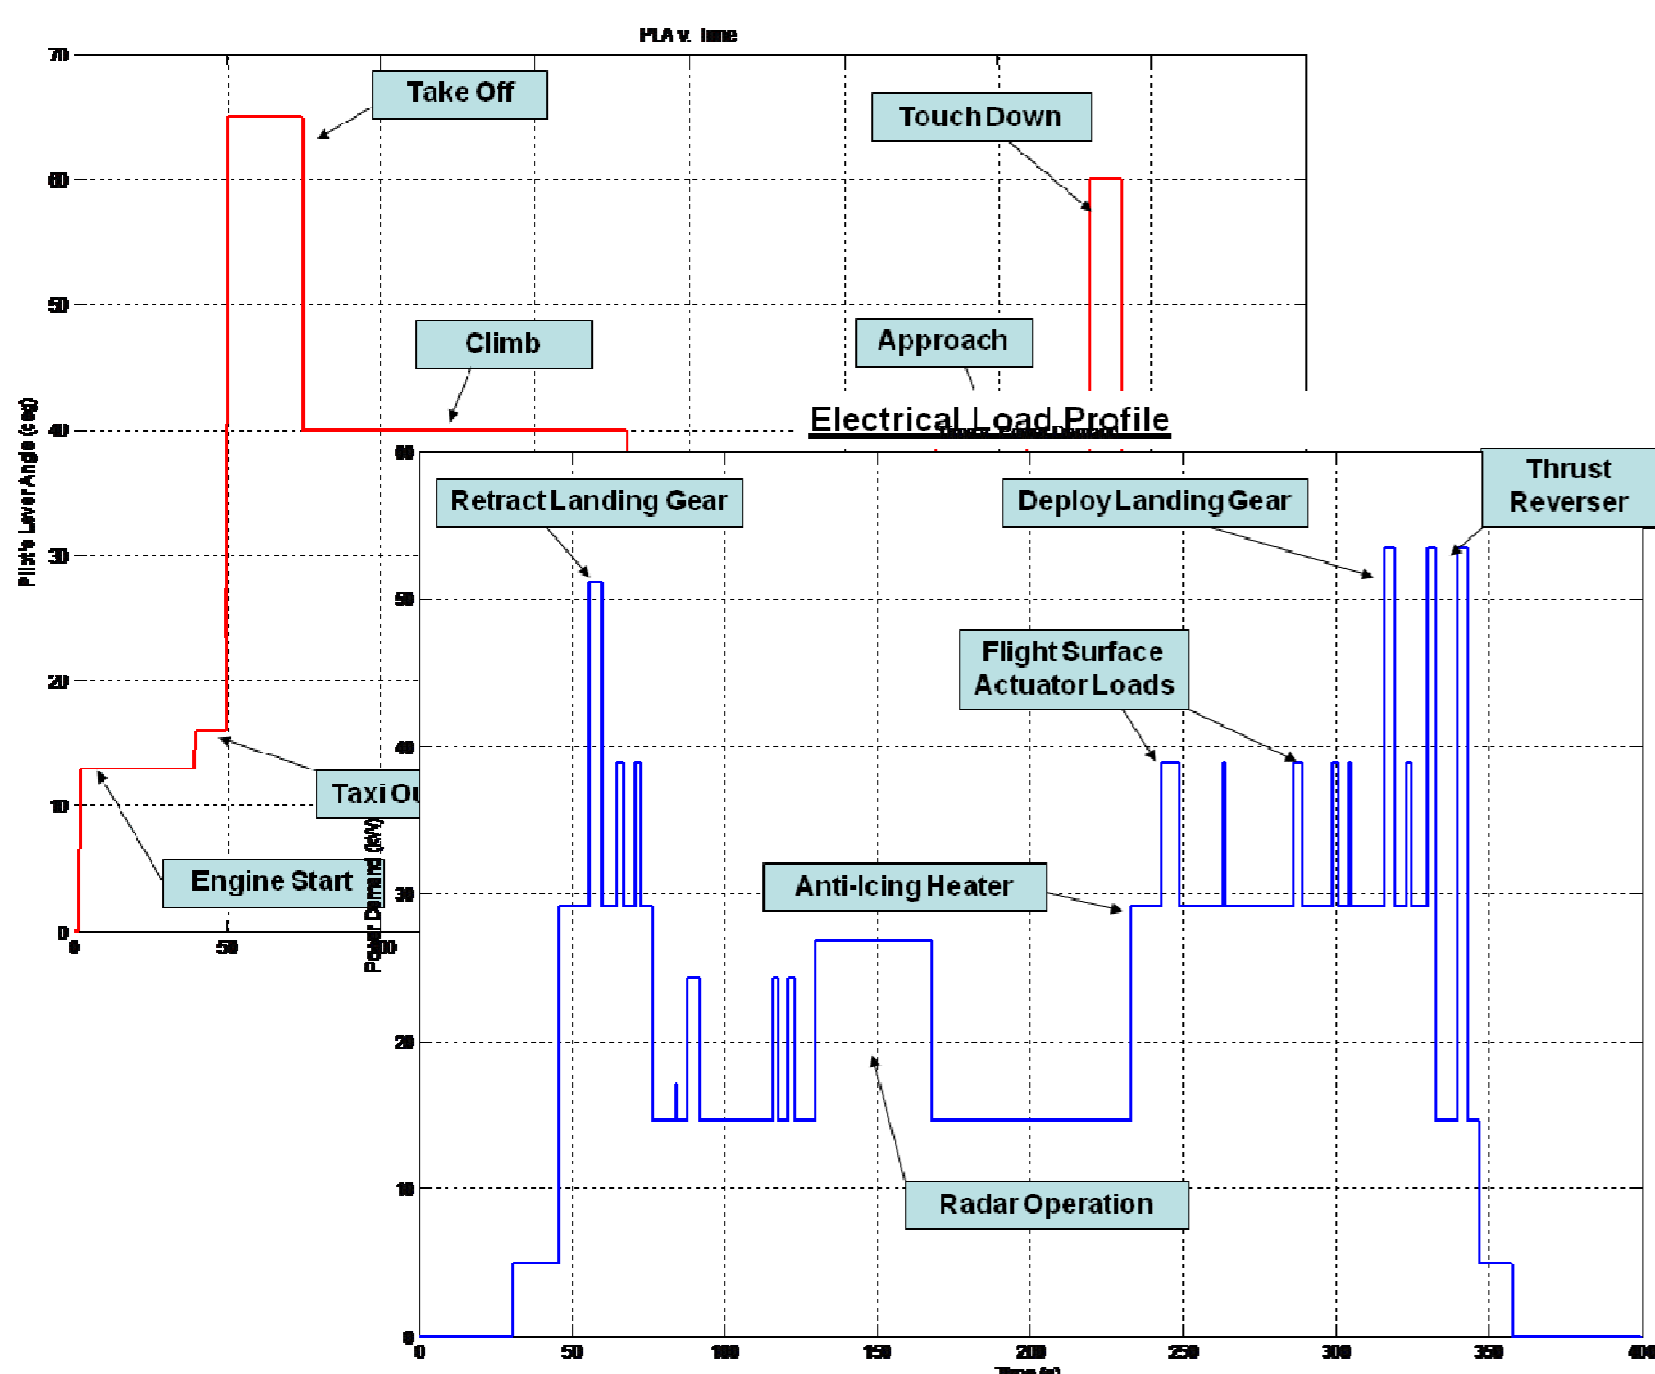 PLA v. Time
70
Take Off
Touch Down
60
50
Climb
Approach
Pilot's Lever Angle (deg)
40
30
20
10
0
Taxi Ou
Engine Start
0
50
Electrical Load Profile
60
Retract Landing Gear
Deploy Landing Gear
Thrust
Reverser
50
Flight Surface
Actuator Loads
40
Anti-Icing Heater
30
Power Demand (kW)
20
Radar Operation
10
0
0
50
100
150
200
250
300
350
400
Time (s)